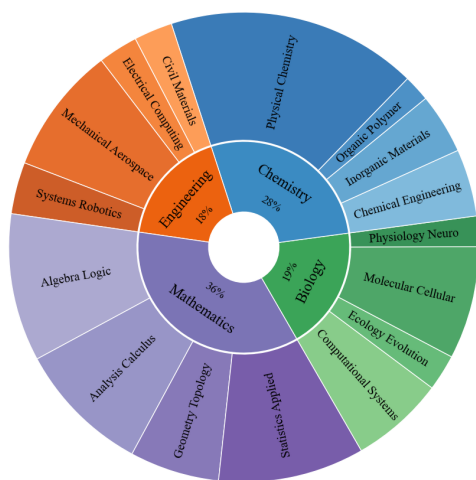 Civil Materials
Electrical Computing
Mechanical Aerospace
Systems Robotics
Engineering
18%
Physical Chemistry
Organic Polymer
Inorganic Materials
Chemical Engineering
Chemistry
28%
Physiology Neuro
Molecular Cellular
Ecology Evolution
Computational Systems
Biology
19%
Algebra Logic
Analysis Calculus
Geometry Topology
Statistics Applied
36%
Mathematics